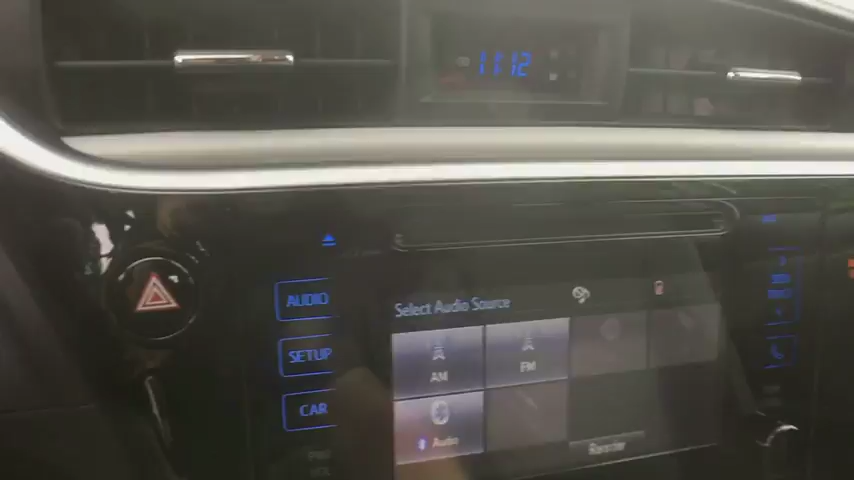 11:12
AUDIO
Select Audio Source
SETUP
AM
FM
CAR
Audio
Reorder